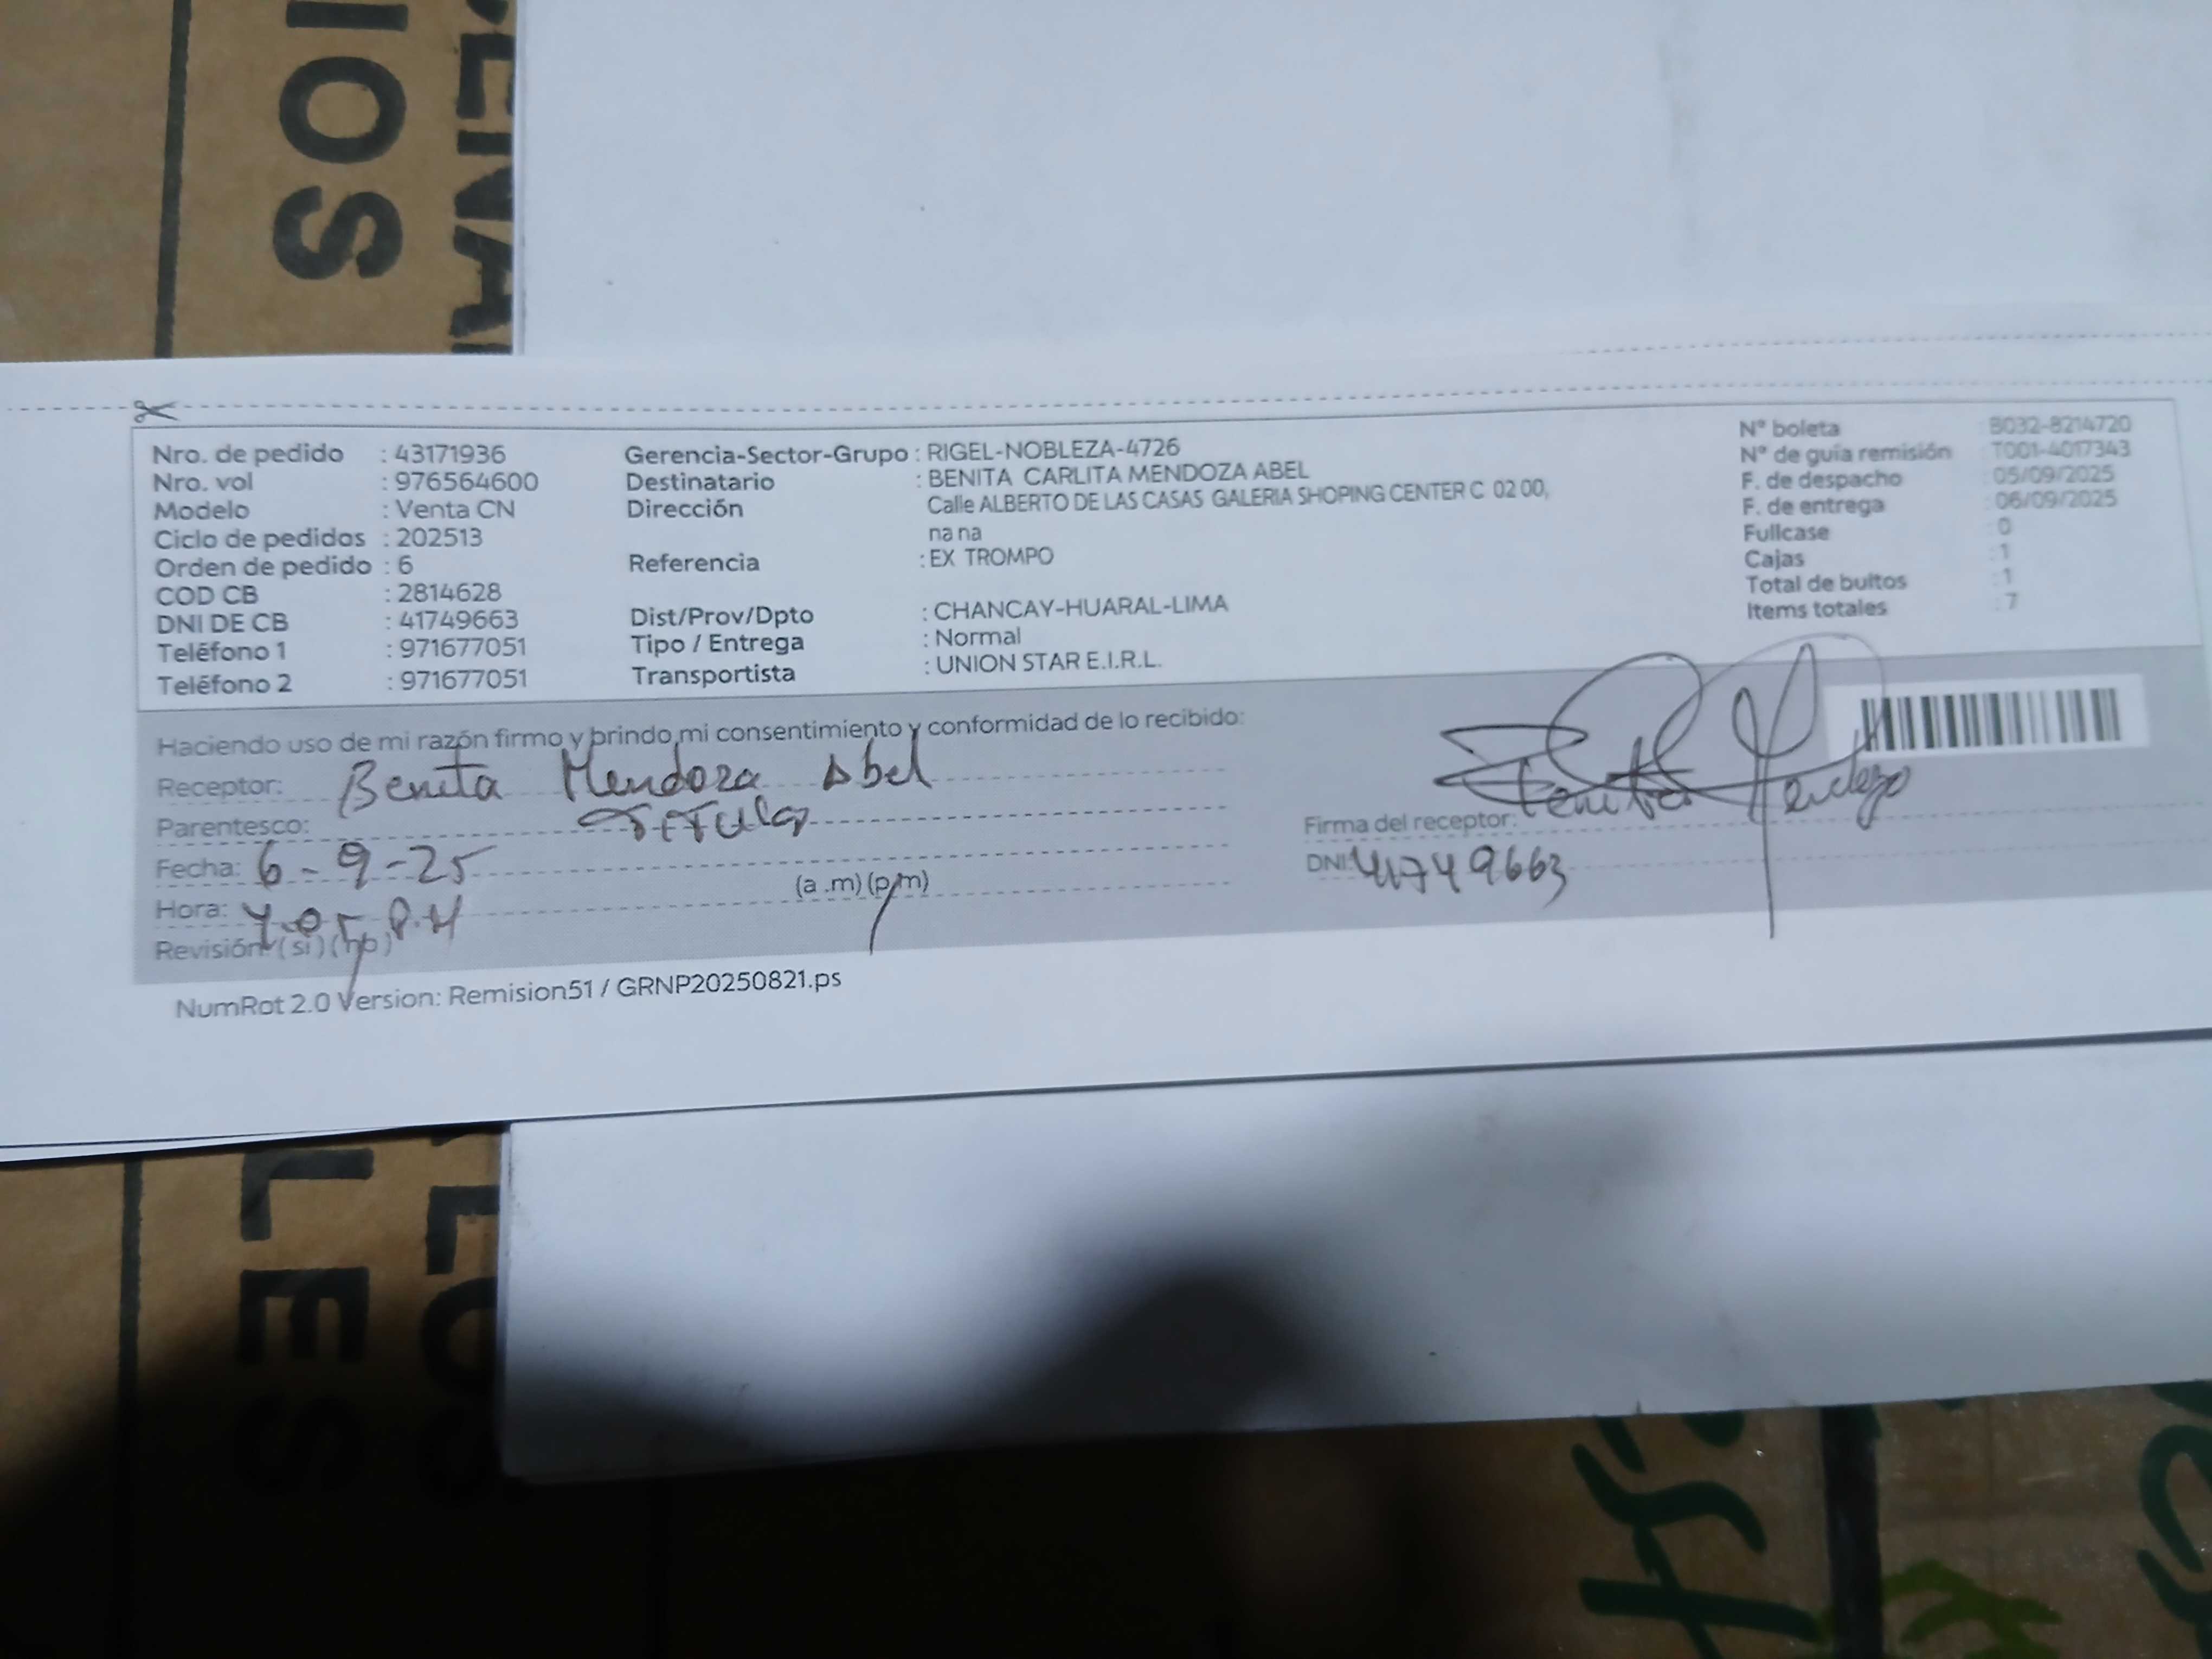 IOS
PENA
Nro. de pedido : 43171936
Nro. vol : 976564600
Modelo : Venta CN
Ciclo de pedidos : 202513
Orden de pedido : 6
COD CB : 2814628
DNI DE CB : 41749663
Teléfono 1 : 971677051
Teléfono 2 : 971677051
Gerencia-Sector-Grupo : RIGEL-NOBLEZA-4726
Destinatario : BENITA CARLITA MENDOZA ABEL
Dirección Calle ALBERTO DE LAS CASAS GALERIA SHOPING CENTER C 02 00,
na na
Referencia : EX TROMPO
Dist/Prov/Dpto : CHANCAY-HUARAL-LIMA
Tipo / Entrega : Normal
Transportista : UNION STAR E.I.R.L.
N° boleta : B032-8214720
N° de guía remisión : T001-4017343
F. de despacho : 05/09/2025
F. de entrega : 06/09/2025
Fullcase : 0
Cajas : 1
Total de bultos : 1
Items totales : 7
Haciendo uso de mi razón firmo y brindo mi consentimiento y conformidad de lo recibido:
Receptor: Benita Mendoza Abel
Parentesco: Titular
Fecha: 6-9-25
Hora: P.M (a .m) (p.m)
Revisión: (si) (no)
Benita Mendoza
Firma del receptor:
DNI: 41749663
NumRot 2.0 Version: Remision51 / GRNP20250821.ps
LES